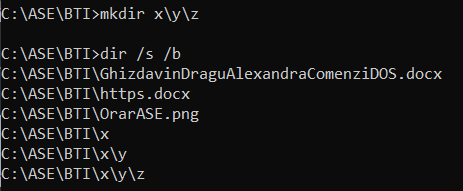 C:\ASE\BTI>mkdir x\y\z
C:\ASE\BTI>dir /s /b
C:\ASE\BTI\GhizdavinDraguAlexandraComenziDOS.docx
C:\ASE\BTI\https.docx
C:\ASE\BTI\OrarASE.png
C:\ASE\BTI\x
C:\ASE\BTI\x\y
C:\ASE\BTI\x\y\z